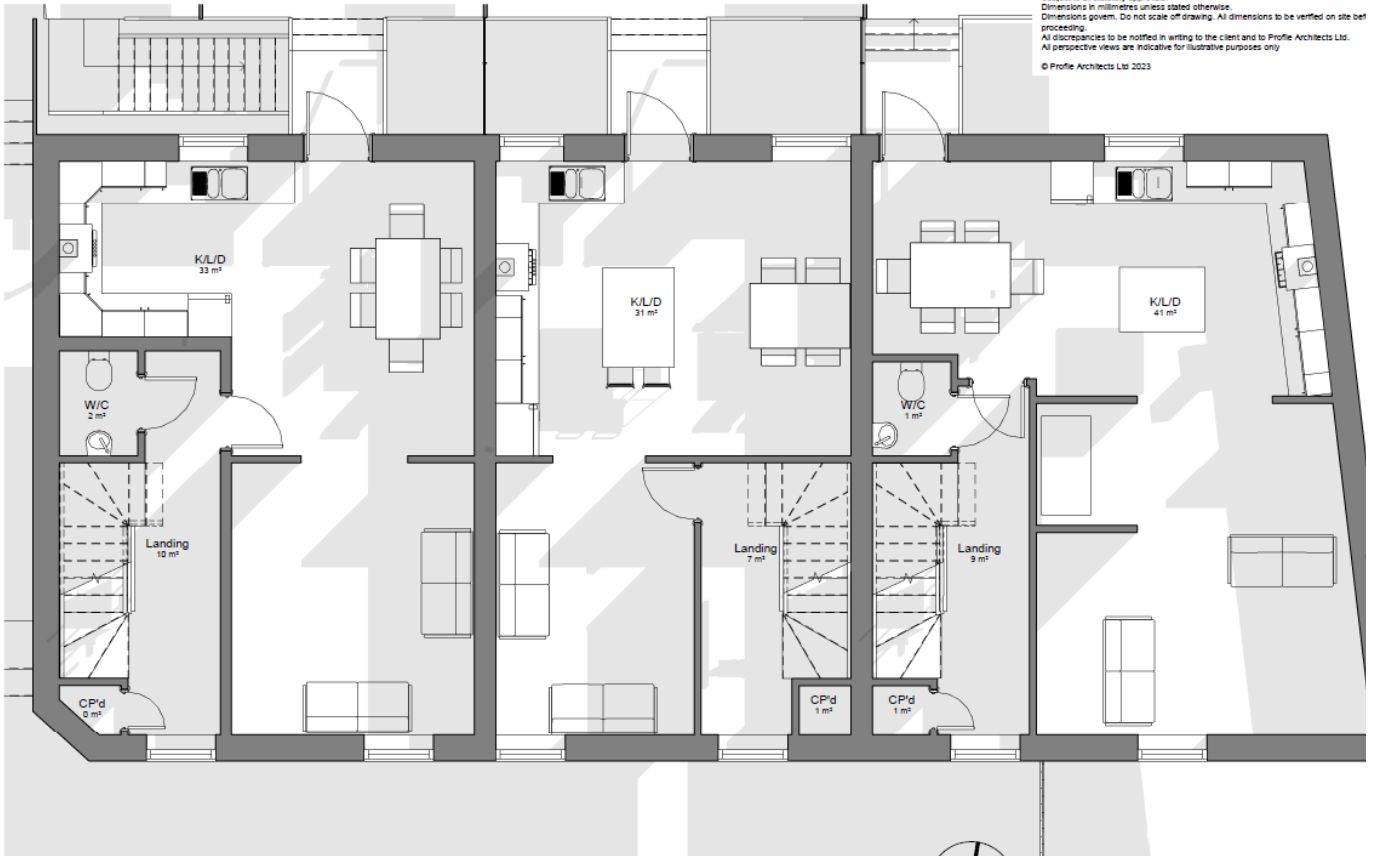 Dimensions in millimetres unless stated otherwise.
Dimensions govern. Do not scale off drawing. All dimensions to be verified on site bef
proceeding.
All discrepancies to be notified in writing to the client and to Profile Architects Ltd.
All perspective views are indicative for illustrative purposes only
© Profile Architects Ltd 2023
K/L/D
33 m²
K/L/D
31 m²
K/L/D
41 m²
W/C
2 m²
W/C
1 m²
Landing
10 m²
Landing
7 m²
Landing
9 m²
CP'd
0 m²
CP'd
1 m²
CP'd
1 m²